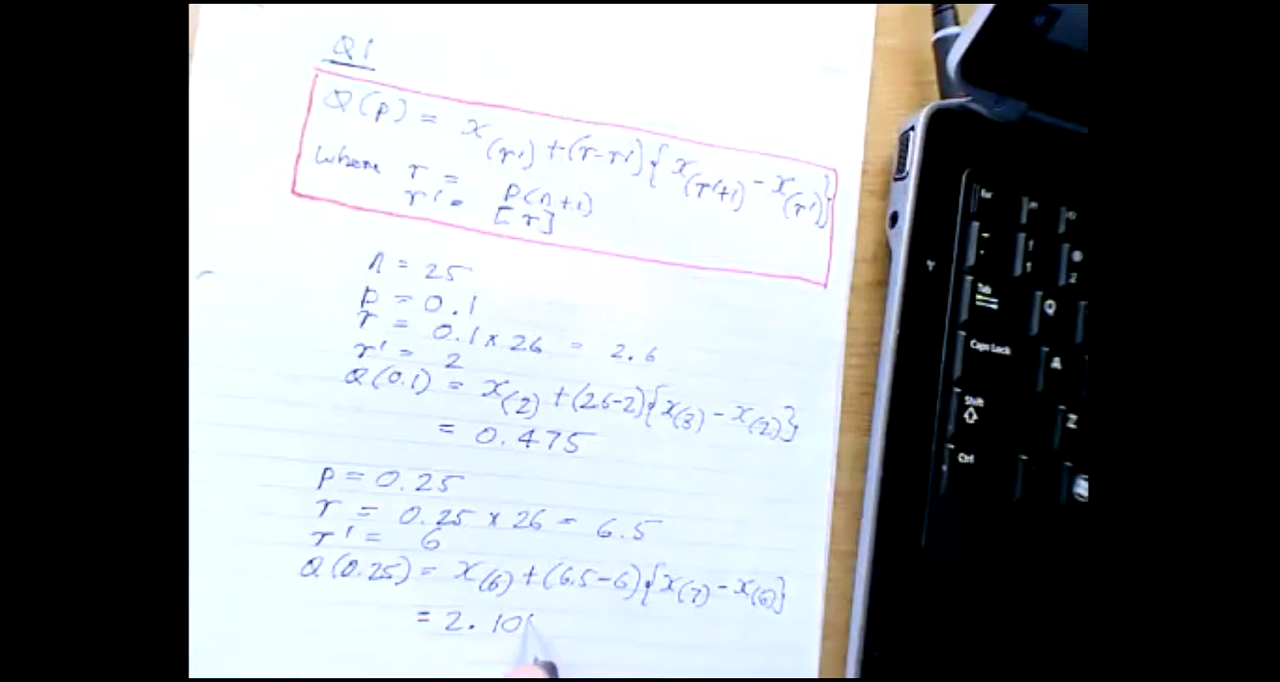 Q1
Q(p) = x(r') + (r-r'){x(r'+1) - x(r')}
where r = p(n+1)
r' = [r]
n = 25
p = 0.1
r = 0.1 x 26 = 2.6
r' = 2
Q(0.1) = x(2) + (2.6-2){x(3) - x(2)}
= 0.475
p = 0.25
r = 0.25 x 26 = 6.5
r' = 6
Q(0.25) = x(6) + (6.5-6){x(7) - x(6)}
= 2.10
Esc
Tab
Q
Caps Lock
A
Shift
Z
Ctrl
1
2